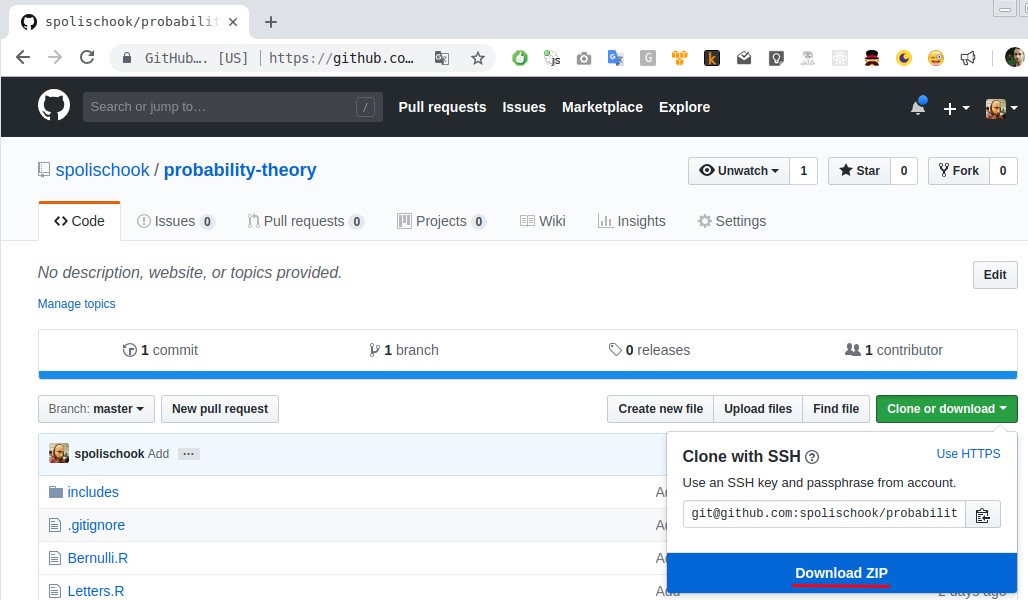 spolischook/probabilit
GitHub…. [US] https://github.co…
Search or jump to… / Pull requests Issues Marketplace Explore
spolischook / probability-theory Unwatch 1 Star 0 Fork 0
Code Issues 0 Pull requests 0 Projects 0 Wiki Insights Settings
No description, website, or topics provided. Edit
Manage topics
1 commit 1 branch 0 releases 1 contributor
Branch: master New pull request Create new file Upload files Find file Clone or download
spolischook Add …
Clone with SSH ? Use HTTPS
Use an SSH key and passphrase from account.
git@github.com:spolischook/probabilit
Download ZIP
includes
.gitignore
Bernulli.R
Letters.R 2 days ago